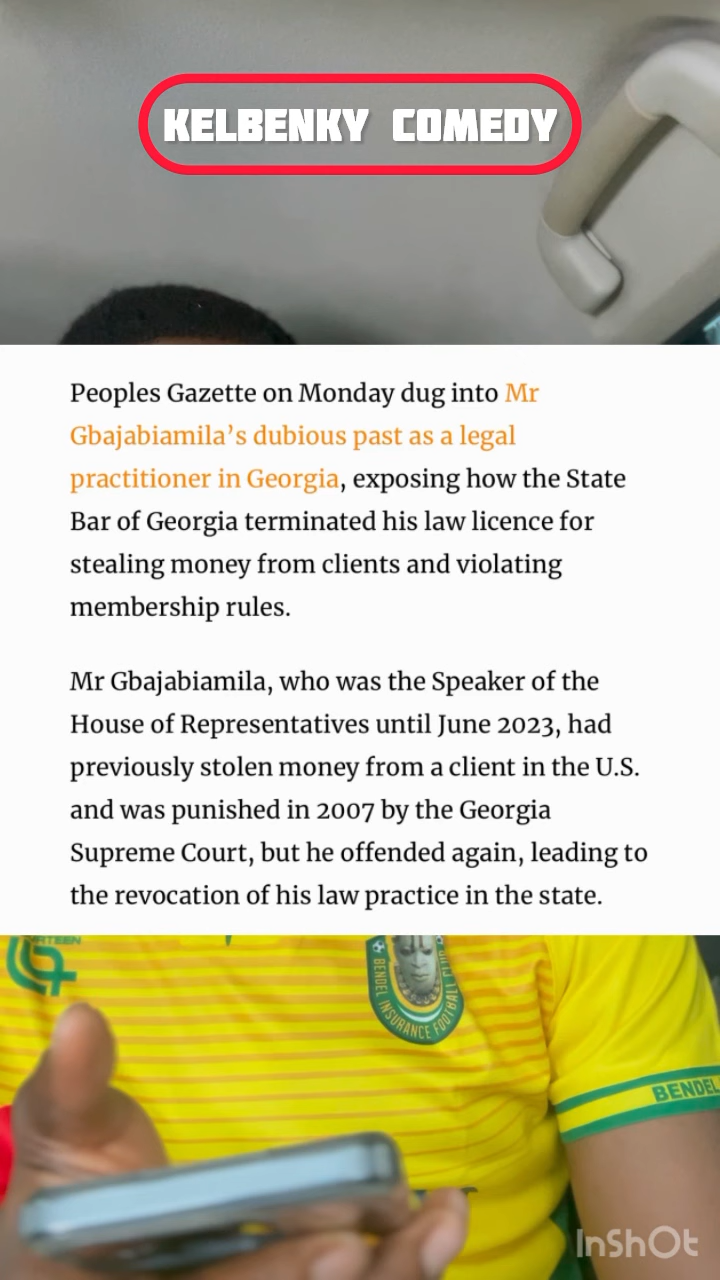 KELBENKY COMEDY
Peoples Gazette on Monday dug into Mr
Gbajabiamila’s dubious past as a legal
practitioner in Georgia, exposing how the State
Bar of Georgia terminated his law licence for
stealing money from clients and violating
membership rules.
Mr Gbajabiamila, who was the Speaker of the
House of Representatives until June 2023, had
previously stolen money from a client in the U.S.
and was punished in 2007 by the Georgia
Supreme Court, but he offended again, leading to
the revocation of his law practice in the state.
BENDEL INSURANCE FOOTBALL CLUB
BENDEL
InShOt